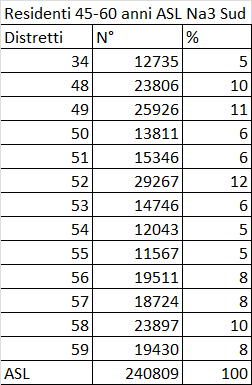 Residenti 45-60 anni ASL Na3 Sud
Distretti N° %
34 12735 5
48 23806 10
49 25926 11
50 13811 6
51 15346 6
52 29267 12
53 14746 6
54 12043 5
55 11567 5
56 19511 8
57 18724 8
58 23897 10
59 19430 8
ASL 240809 100